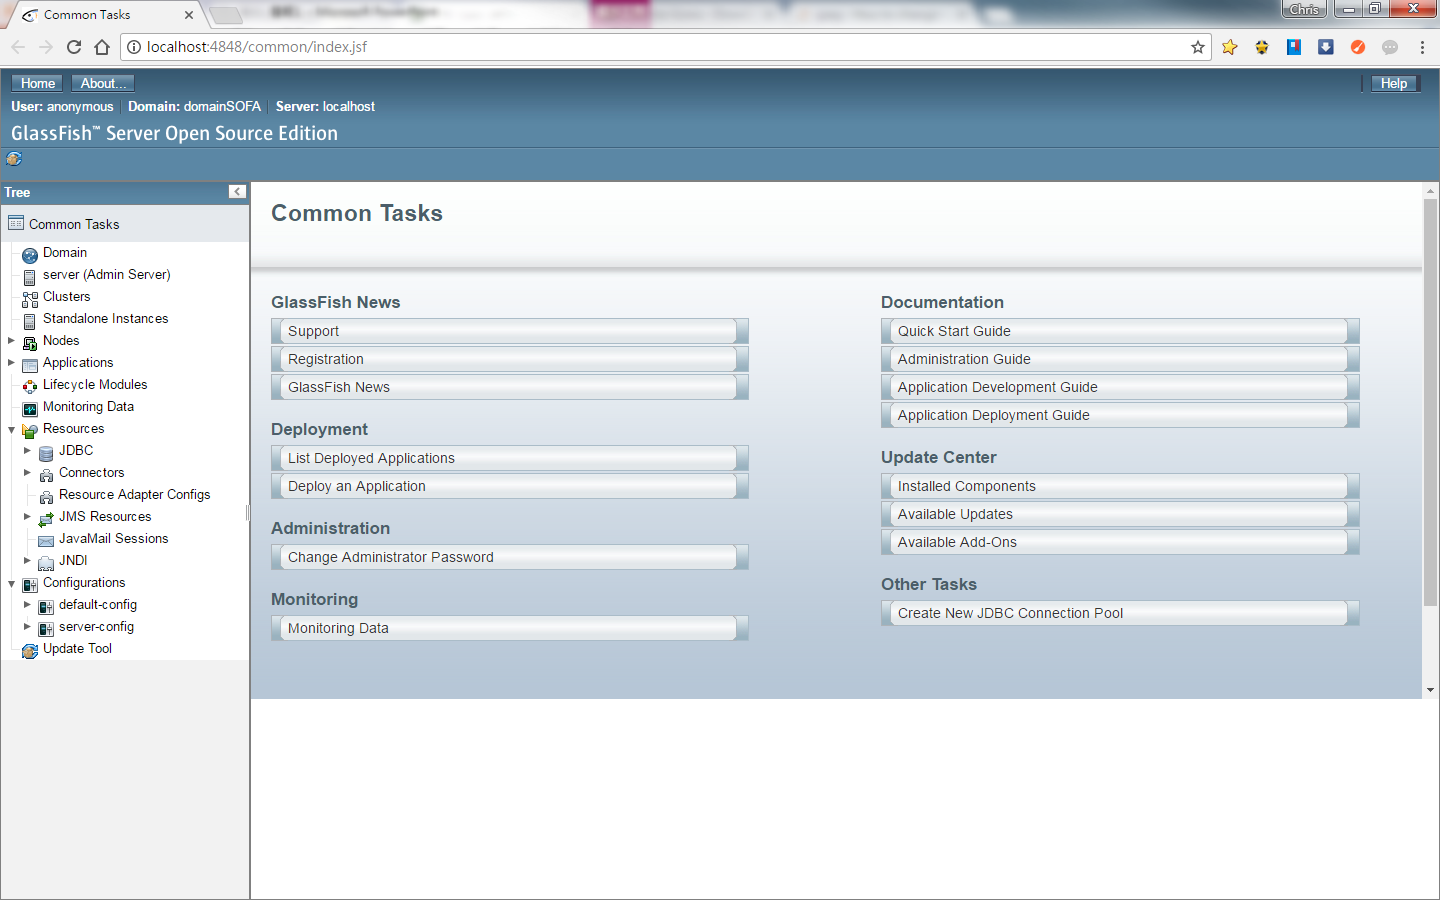 Common Tasks
Chris
localhost:4848/common/index.jsf
Home
About...
Help
User: anonymous
Domain: domainSOFA
Server: localhost
GlassFish™ Server Open Source Edition
Tree
Common Tasks
Domain
server (Admin Server)
Clusters
Standalone Instances
Nodes
Applications
Lifecycle Modules
Monitoring Data
Resources
JDBC
Connectors
Resource Adapter Configs
JMS Resources
JavaMail Sessions
JNDI
Configurations
default-config
server-config
Update Tool
Common Tasks
GlassFish News
Support
Registration
GlassFish News
Deployment
List Deployed Applications
Deploy an Application
Administration
Change Administrator Password
Monitoring
Monitoring Data
Documentation
Quick Start Guide
Administration Guide
Application Development Guide
Application Deployment Guide
Update Center
Installed Components
Available Updates
Available Add-Ons
Other Tasks
Create New JDBC Connection Pool